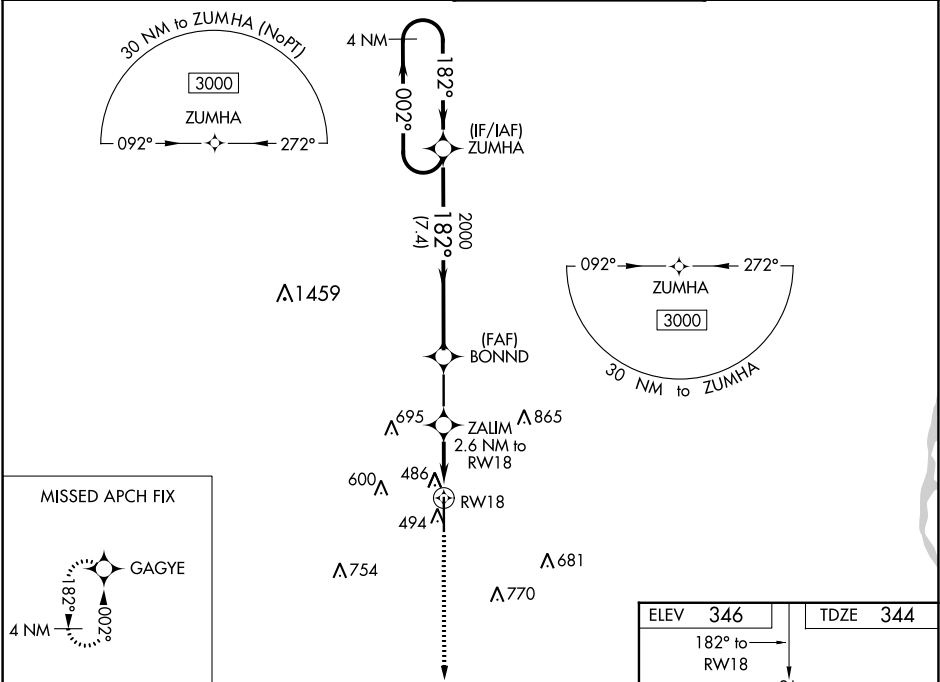 30 NM to ZUMHA (NoPT)
3000
ZUMHA
092°
272°
4 NM
182°
002°
(IF/IAF)
ZUMHA
2000
182°
(7.4)
1459
092°
272°
ZUMHA
3000
30 NM to ZUMHA
(FAF)
BONND
695
ZALIM
865
2.6 NM to
RW18
600
486
RW18
494
754
681
770
MISSED APCH FIX
GAGYE
182°
002°
4 NM
ELEV 346
TDZE 344
182° to
RW18